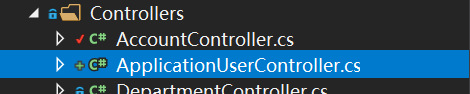 Controllers
C# AccountController.cs
C# ApplicationUserController.cs
C# DepartmentController.cs